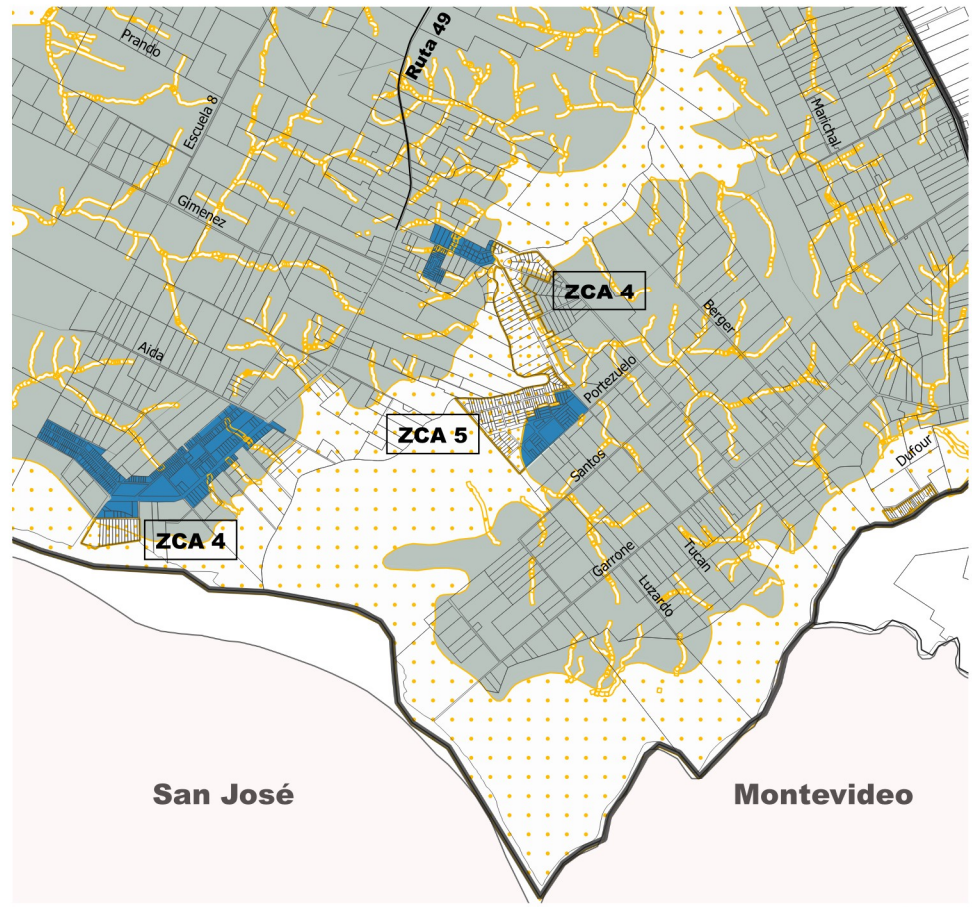 Prando
Ruta 49
Escuela 8
Marichal
Gimenez
ZCA 4
Berger
Aida
Portezuelo
ZCA 5
Dufour
Santos
ZCA 4
Garrone
Tucan
Luzardo
San José
Montevideo